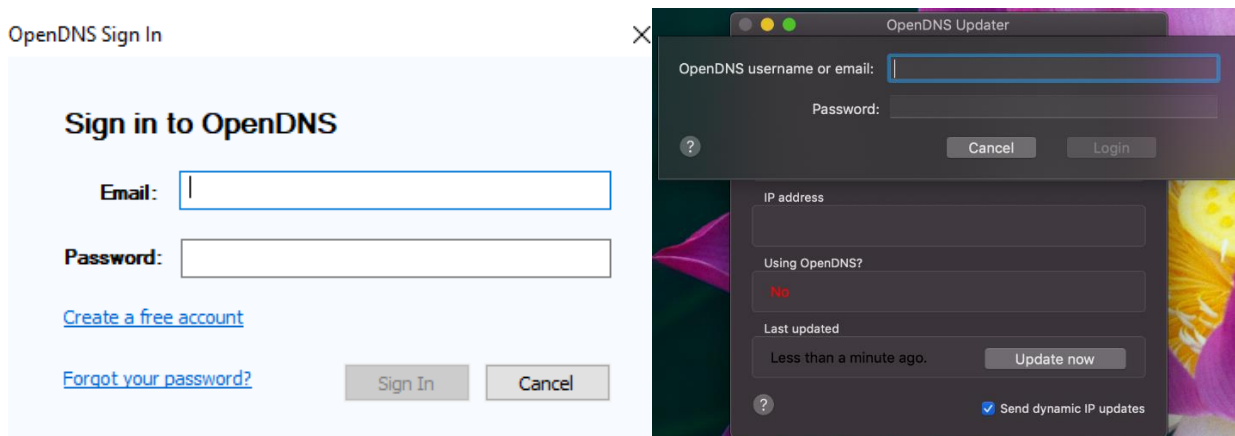 OpenDNS Sign In
Sign in to OpenDNS
Email:
Password:
Create a free account
Forgot your password?
Sign In Cancel
OpenDNS Updater
OpenDNS username or email:
Password:
?
Cancel Login
IP address
Using OpenDNS?
No
Last updated
Less than a minute ago. Update now
?
Send dynamic IP updates